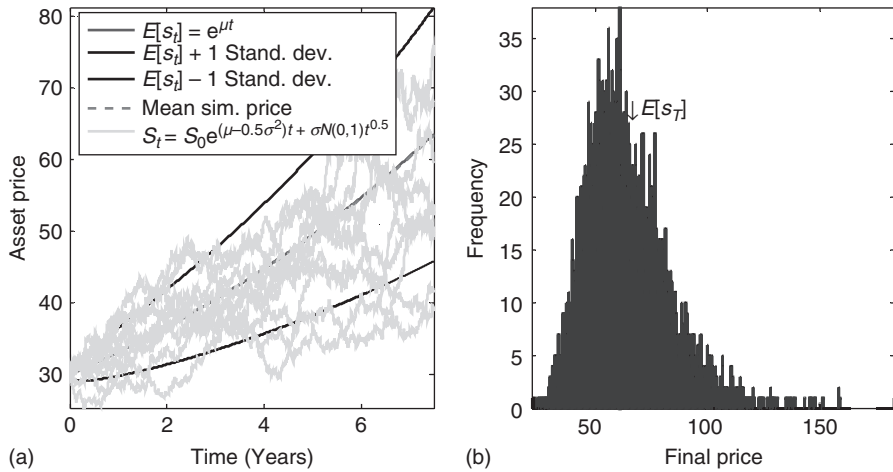 80
70
60
50
40
30
Asset price
E[s_t] = e^{μt}
E[s_t] + 1 Stand. dev.
E[s_t] − 1 Stand. dev.
Mean sim. price
S_t = S_0e^{(μ−0.5σ²)t + σN(0,1)t^{0.5}}
0
2
4
6
(a)
Time (Years)
35
30
25
20
15
10
5
0
Frequency
↓E[s_T]
50
100
150
(b)
Final price